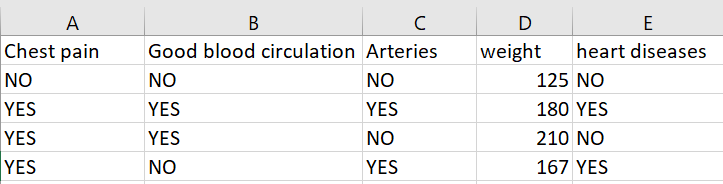 A B C D E
Chest pain Good blood circulation Arteries weight heart diseases
NO NO NO 125 NO
YES YES YES 180 YES
YES YES NO 210 NO
YES NO YES 167 YES